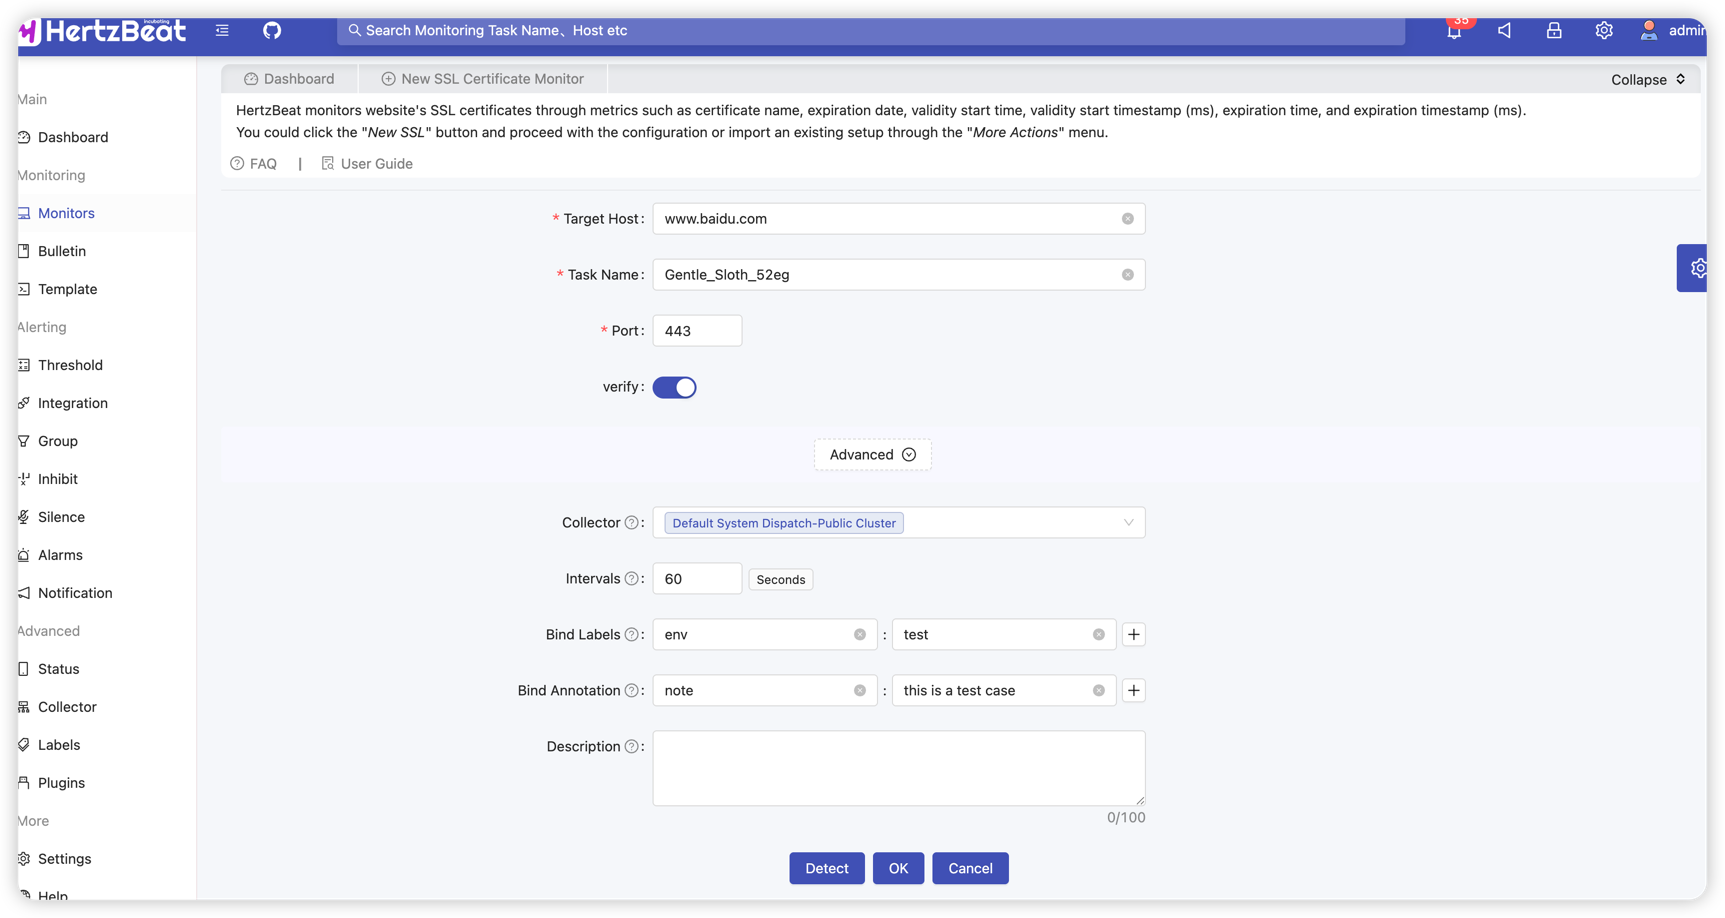 HertzBeat
incubating
Search Monitoring Task Name、Host etc
35
admin
Main
Dashboard
Monitoring
Monitors
Bulletin
Template
Alerting
Threshold
Integration
Group
Inhibit
Silence
Alarms
Notification
Advanced
Status
Collector
Labels
Plugins
More
Settings
Help
Dashboard
New SSL Certificate Monitor
Collapse
HertzBeat monitors website's SSL certificates through metrics such as certificate name, expiration date, validity start time, validity start timestamp (ms), expiration time, and expiration timestamp (ms).
You could click the "New SSL" button and proceed with the configuration or import an existing setup through the "More Actions" menu.
FAQ | User Guide
* Target Host: www.baidu.com
* Task Name: Gentle_Sloth_52eg
* Port: 443
verify:
Advanced
Collector : Default System Dispatch-Public Cluster
Intervals : 60 Seconds
Bind Labels : env : test +
Bind Annotation : note : this is a test case +
Description :
0/100
Detect OK Cancel